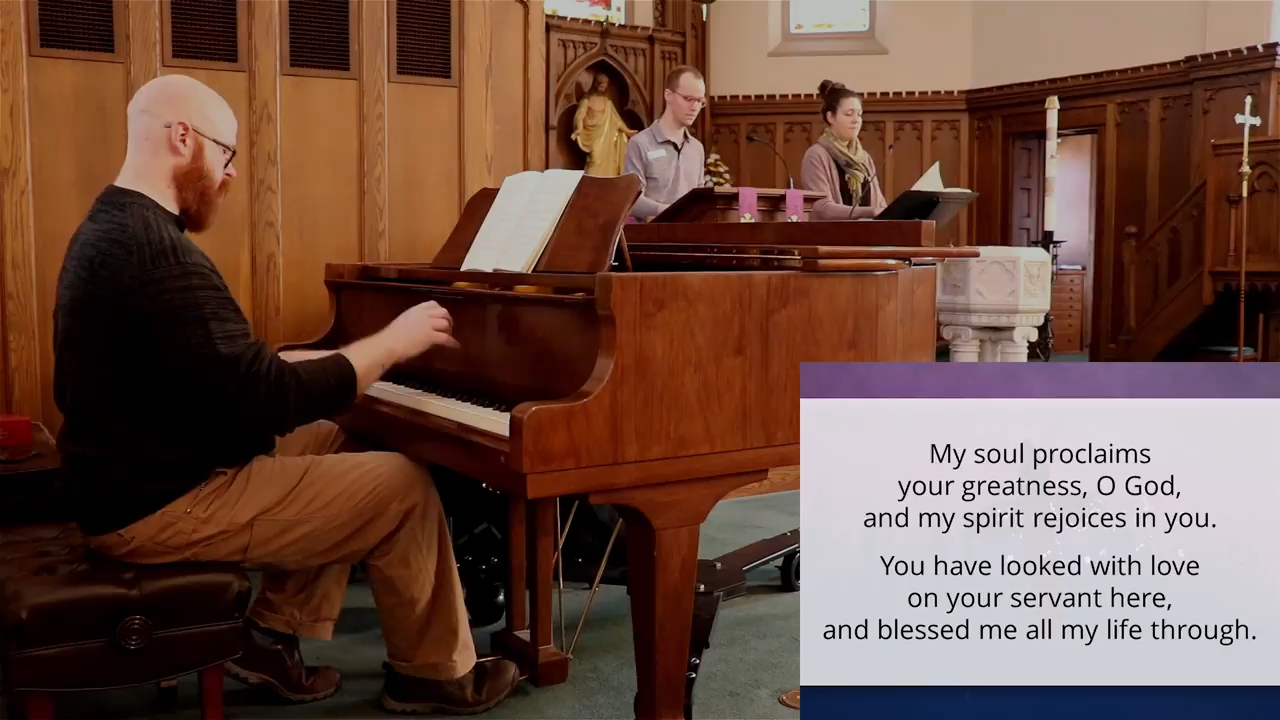 My soul proclaims
your greatness, O God,
and my spirit rejoices in you.
You have looked with love
on your servant here,
and blessed me all my life through.